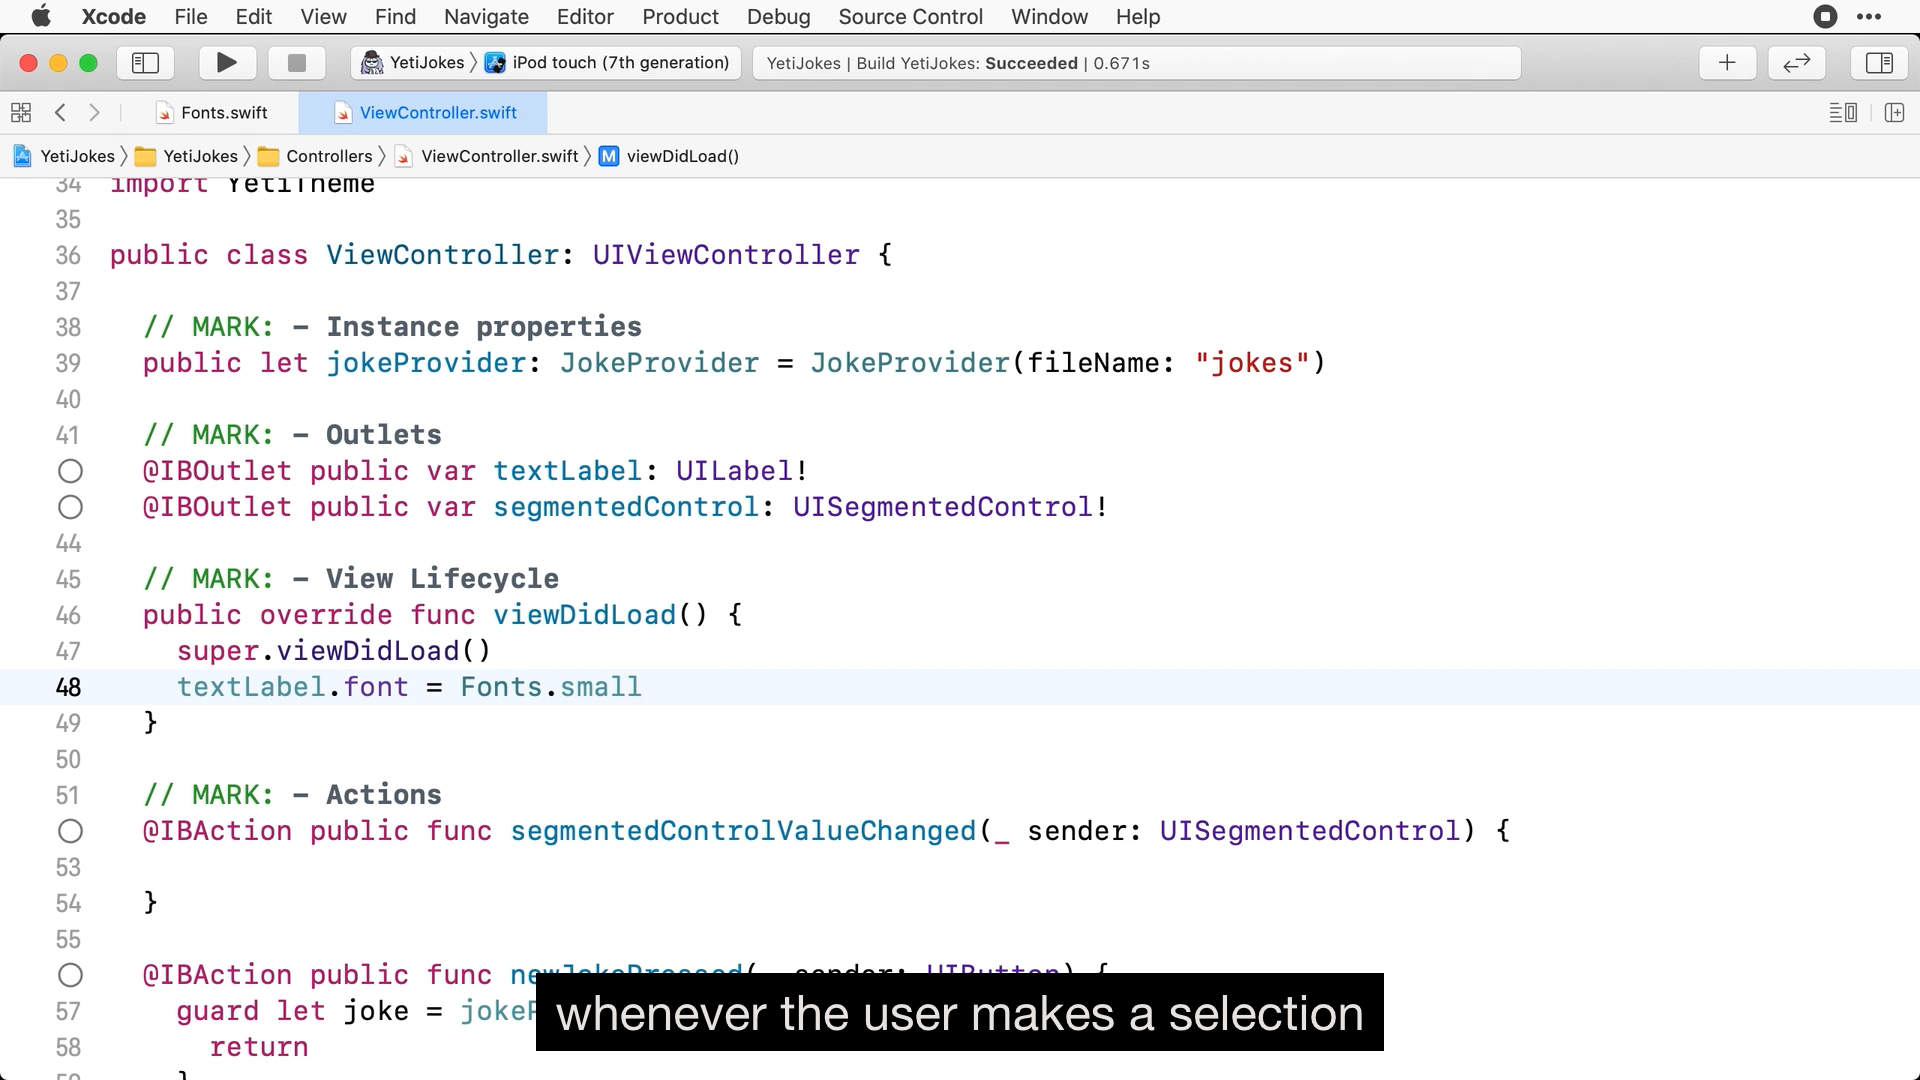 Xcode File Edit View Find Navigate Editor Product Debug Source Control Window Help
YetiJokes iPod touch (7th generation) YetiJokes | Build YetiJokes: Succeeded | 0.671s
Fonts.swift ViewController.swift
YetiJokes YetiJokes Controllers ViewController.swift M viewDidLoad()
34 import YetiTheme
35
36 public class ViewController: UIViewController {
37
38 // MARK: - Instance properties
39 public let jokeProvider: JokeProvider = JokeProvider(fileName: "jokes")
40
41 // MARK: - Outlets
@IBOutlet public var textLabel: UILabel!
@IBOutlet public var segmentedControl: UISegmentedControl!
44
45 // MARK: - View Lifecycle
46 public override func viewDidLoad() {
47 super.viewDidLoad()
48 textLabel.font = Fonts.small
49 }
50
51 // MARK: - Actions
@IBAction public func segmentedControlValueChanged(_ sender: UISegmentedControl) {
53
54 }
55
@IBAction public func newJokePressed(_ sender: UIButton) {
57 guard let joke = jokeP
58 return
59 }
whenever the user makes a selection